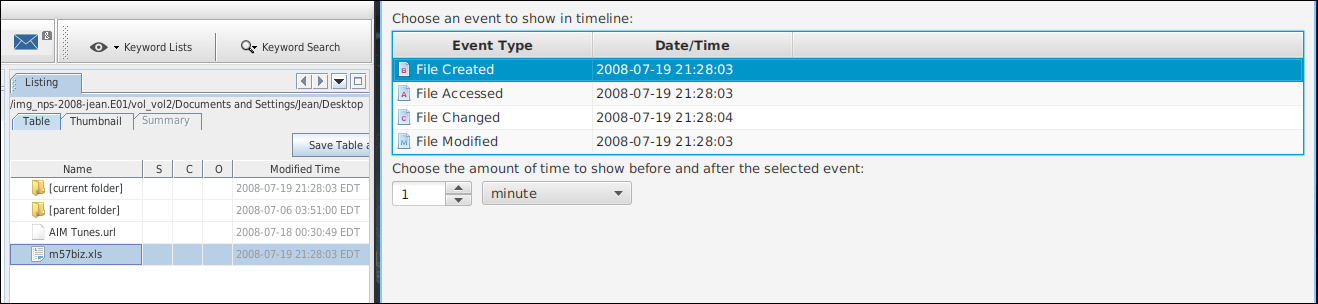 Keyword Lists
Keyword Search
Listing
/img_nps-2008-jean.E01/vol_vol2/Documents and Settings/Jean/Desktop
Table
Thumbnail
Summary
Save Table a
Name S C O Modified Time
[current folder] 2008-07-19 21:28:03 EDT
[parent folder] 2008-07-06 03:51:00 EDT
AIM Tunes.url 2008-07-18 00:30:49 EDT
m57biz.xls 2008-07-19 21:28:03 EDT
Choose an event to show in timeline:
Event Type Date/Time
B File Created 2008-07-19 21:28:03
A File Accessed 2008-07-19 21:28:03
C File Changed 2008-07-19 21:28:04
M File Modified 2008-07-19 21:28:03
Choose the amount of time to show before and after the selected event:
1 minute